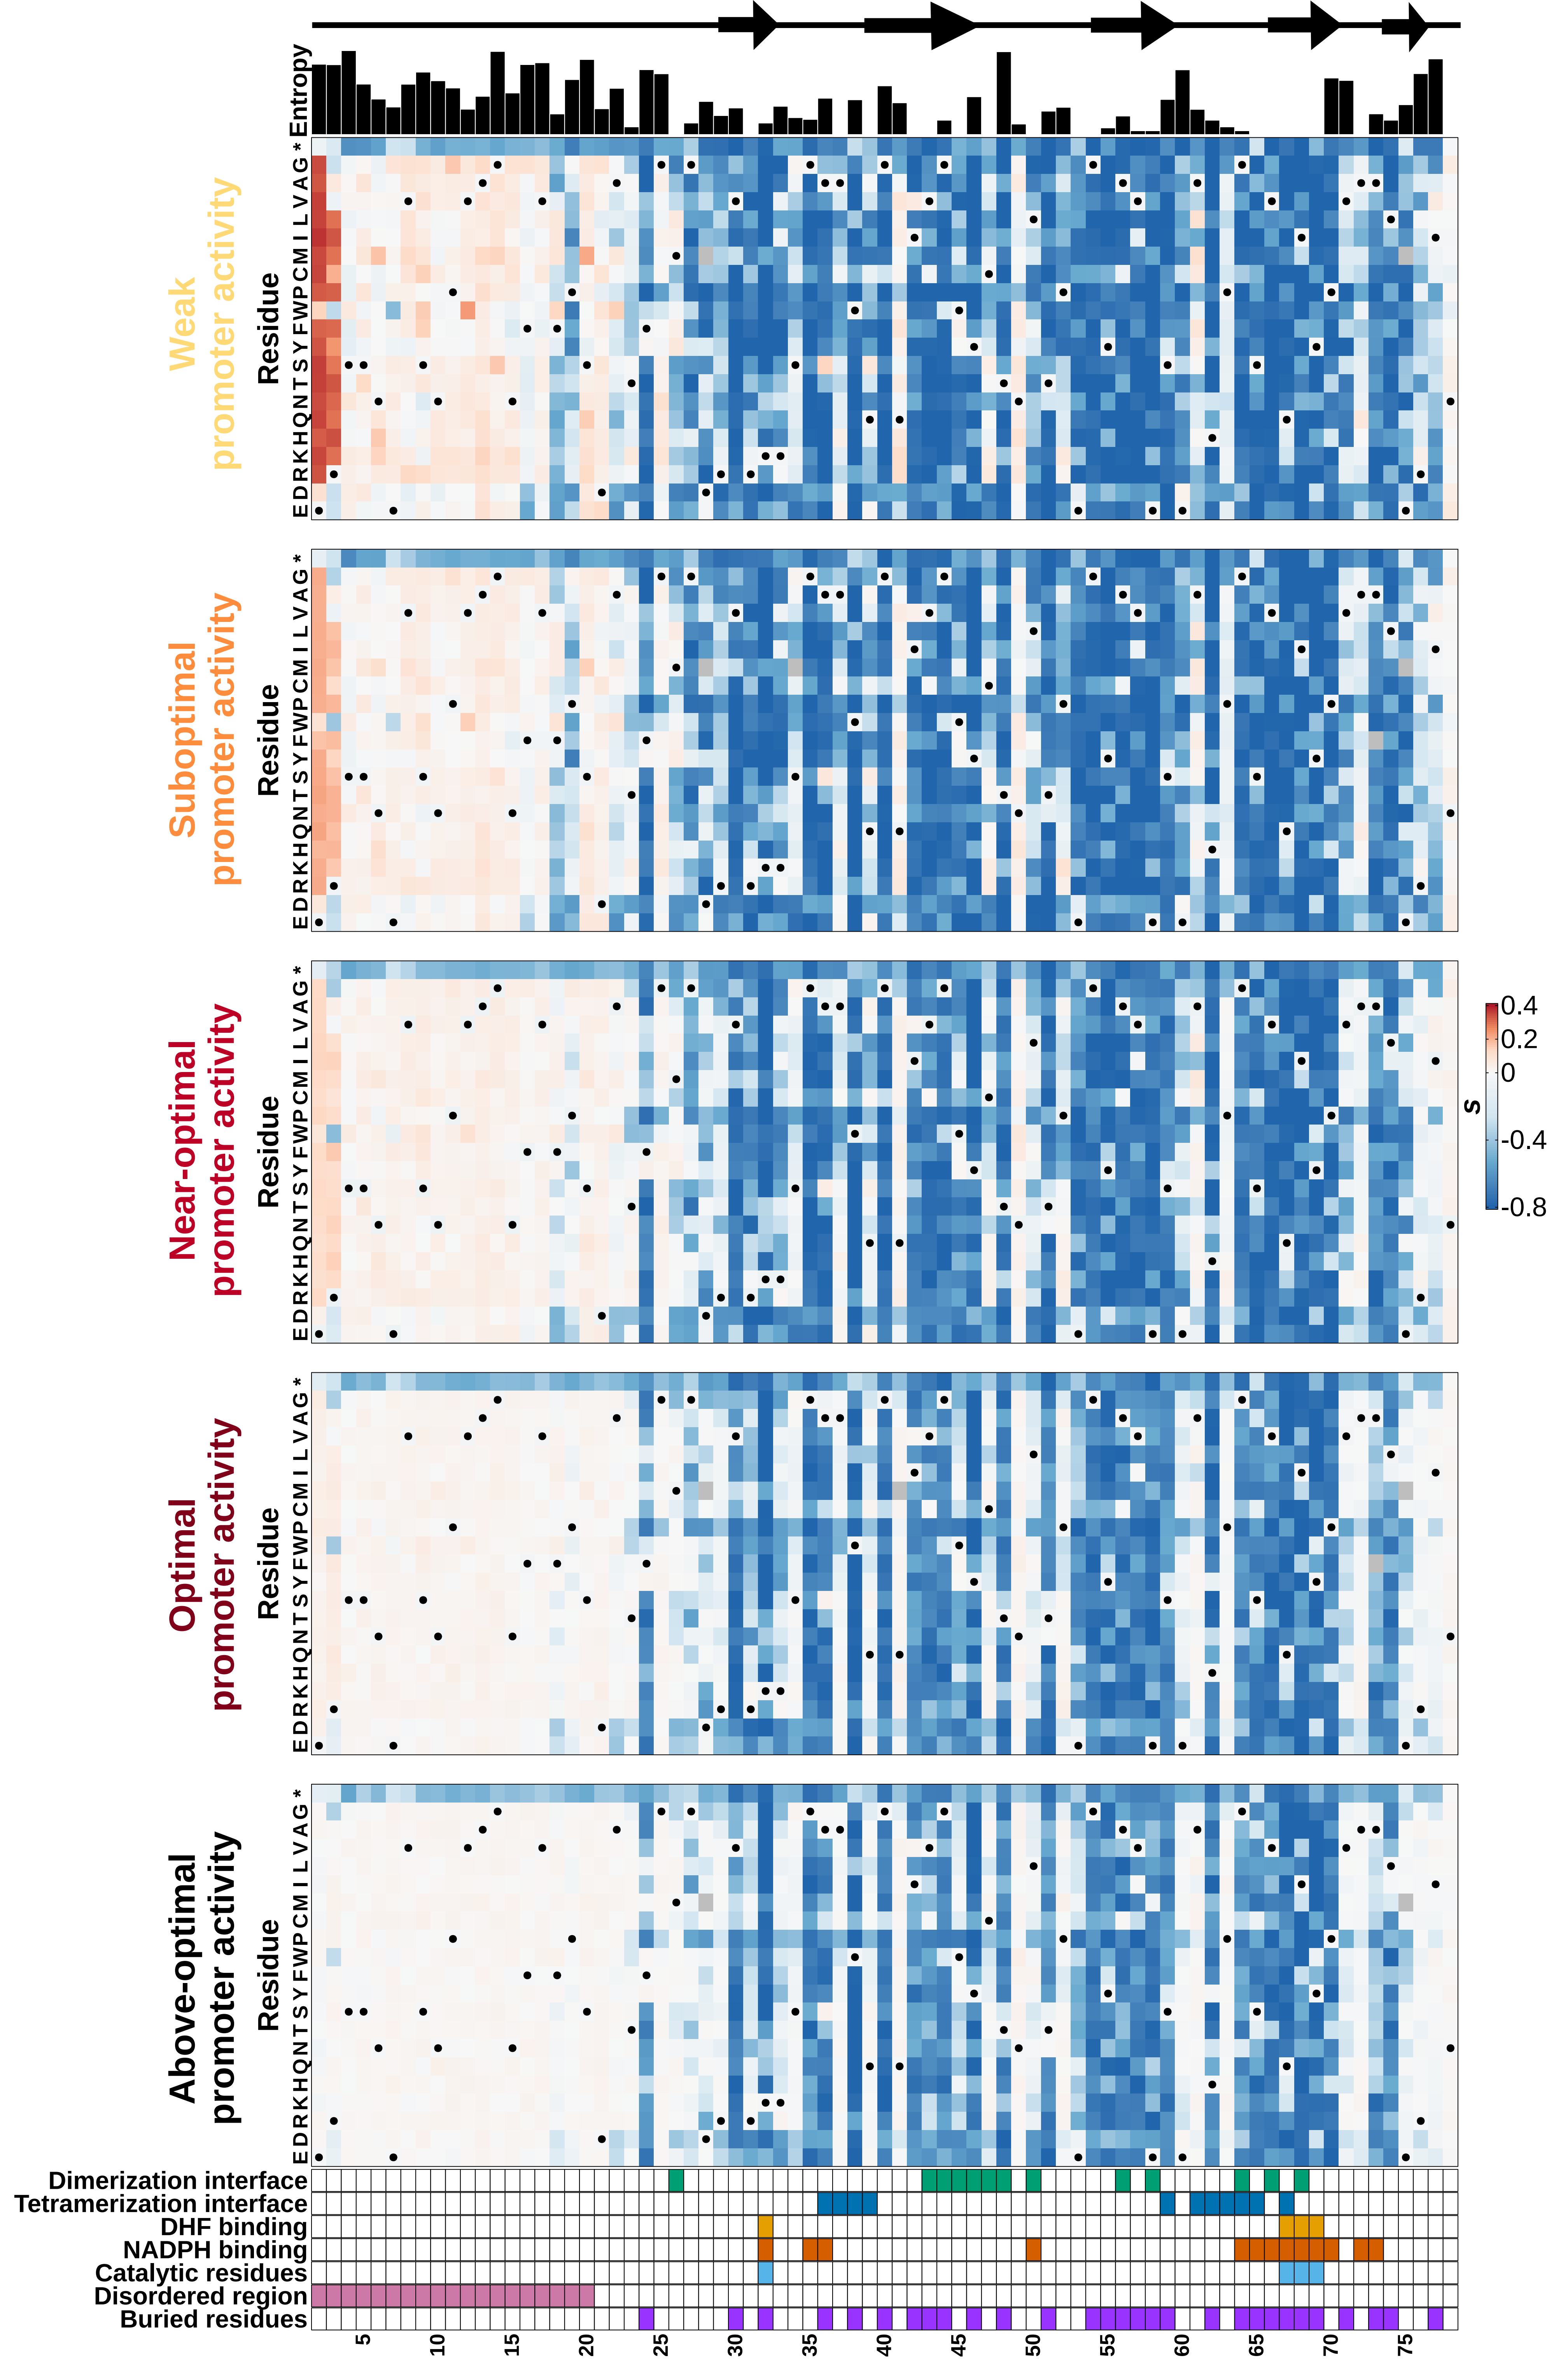 Entropy
Weak
promoter activity
Residue
* G A V L I M C P W F Y S T N Q H K R D E
Suboptimal
promoter activity
Residue
* G A V L I M C P W F Y S T N Q H K R D E
Near-optimal
promoter activity
Residue
* G A V L I M C P W F Y S T N Q H K R D E
0.4
0.2
0
-0.4
-0.8
s
Optimal
promoter activity
Residue
* G A V L I M C P W F Y S T N Q H K R D E
Above-optimal
promoter activity
Residue
* G A V L I M C P W F Y S T N Q H K R D E
Dimerization interface
Tetramerization interface
DHF binding
NADPH binding
Catalytic residues
Disordered region
Buried residues
5 10 15 20 25 30 35 40 45 50 55 60 65 70 75